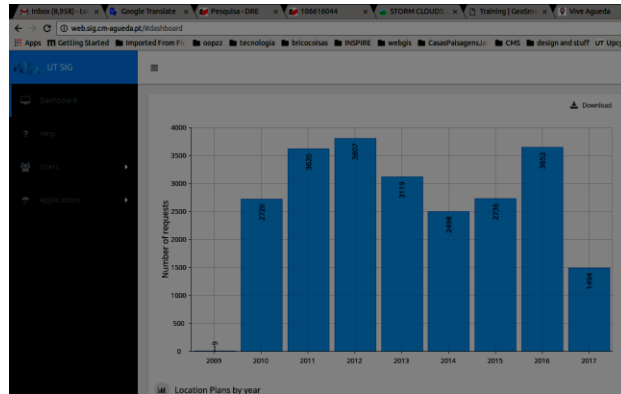 Inbox (8,958) - Lo
Google Translate
Pesquisa - DRE
106616044
STORM CLOUDS
Training | GeoSm
Vive Agueda
web.sig.cm-agueda.pt/#dashboard
Apps
Getting Started
Imported From Fi
oopzz
tecnologia
bricocoisas
INSPIRE
webgis
CasasPaisagens
CMS
design and stuff
UT SIG
Dashboard
Help
Users
Applications
Download
Number of requests
4000
3500
3000
2500
2000
1500
1000
500
0
9
2726
3620
3807
3119
2498
2736
3652
1494
2009
2010
2011
2012
2013
2014
2015
2016
2017
Location Plans by year